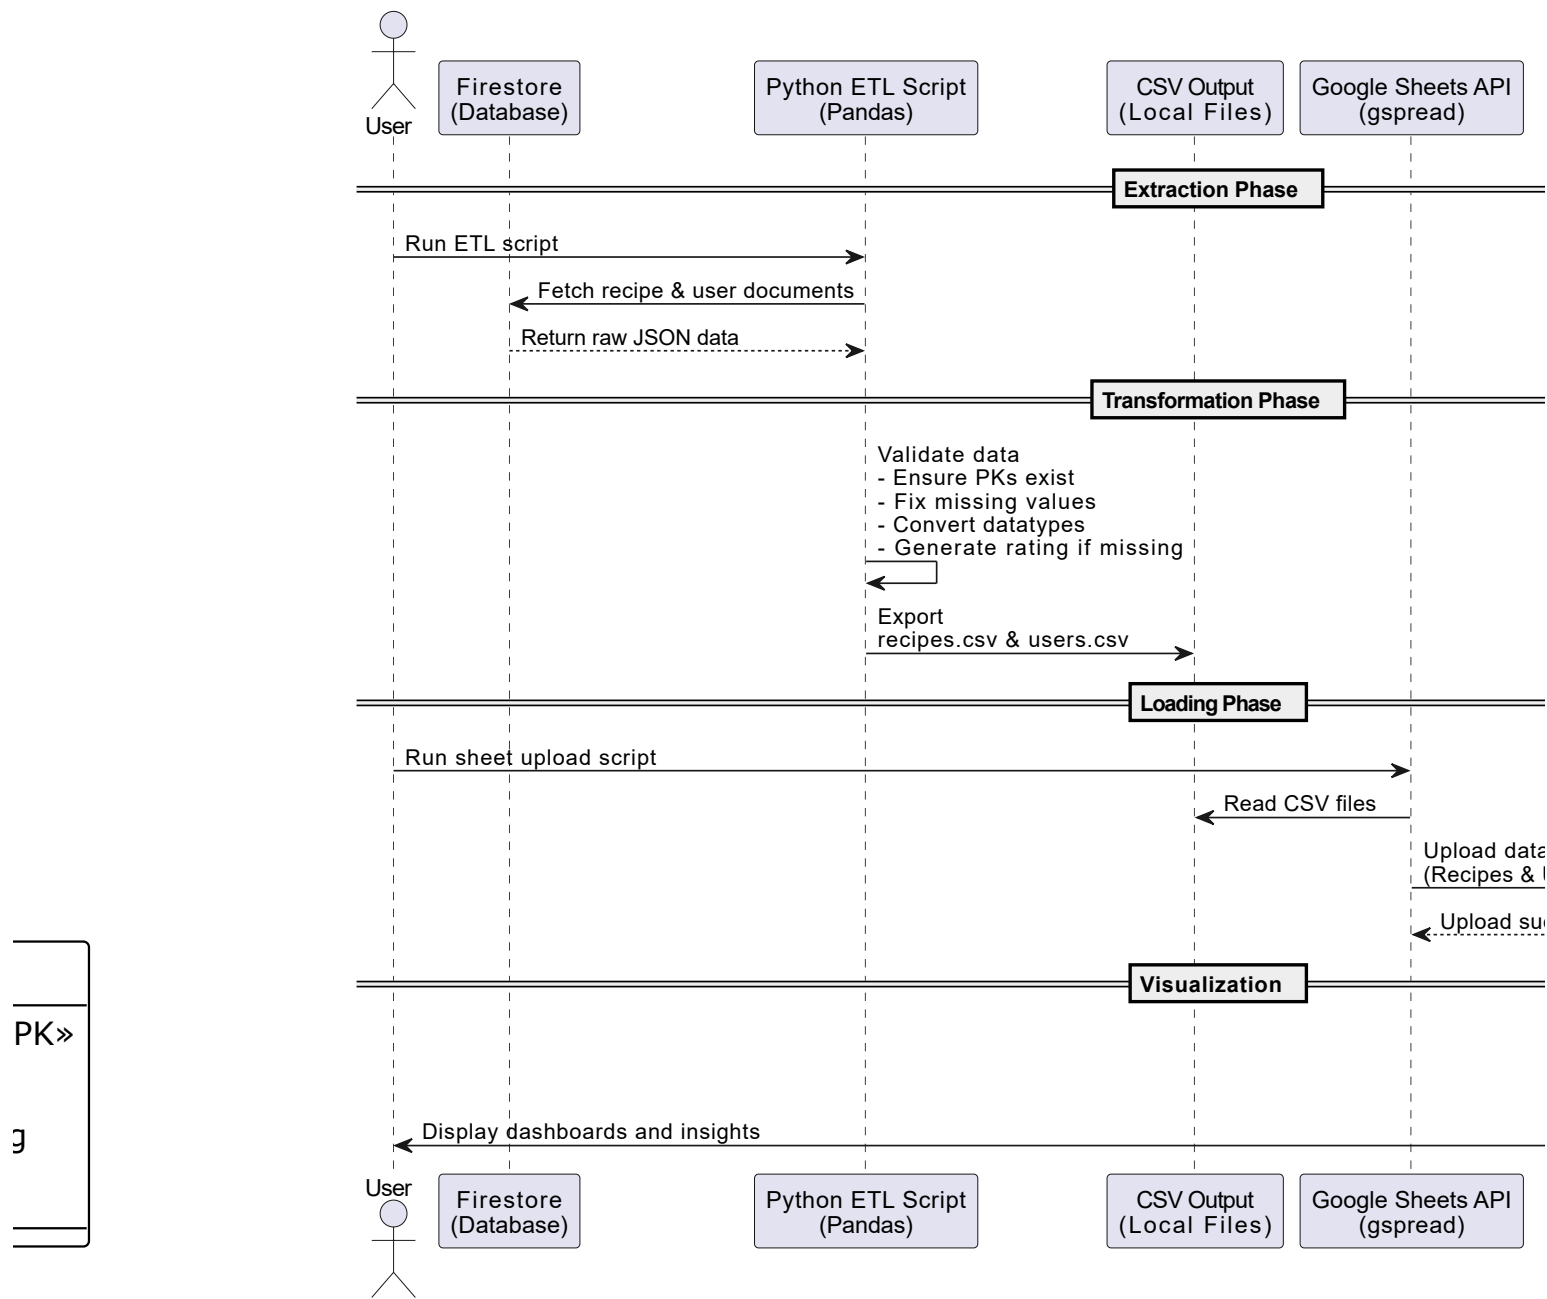 User
Firestore
(Database)
Python ETL Script
(Pandas)
CSV Output
(Local Files)
Google Sheets API
(gspread)
Extraction Phase
Run ETL script
Fetch recipe & user documents
Return raw JSON data
Transformation Phase
Validate data
- Ensure PKs exist
- Fix missing values
- Convert datatypes
- Generate rating if missing
Export
recipes.csv & users.csv
Loading Phase
Run sheet upload script
Read CSV files
Upload data
(Recipes &
Upload
Visualization
PK»
g
Display dashboards and insights
User
Firestore
(Database)
Python ETL Script
(Pandas)
CSV Output
(Local Files)
Google Sheets API
(gspread)